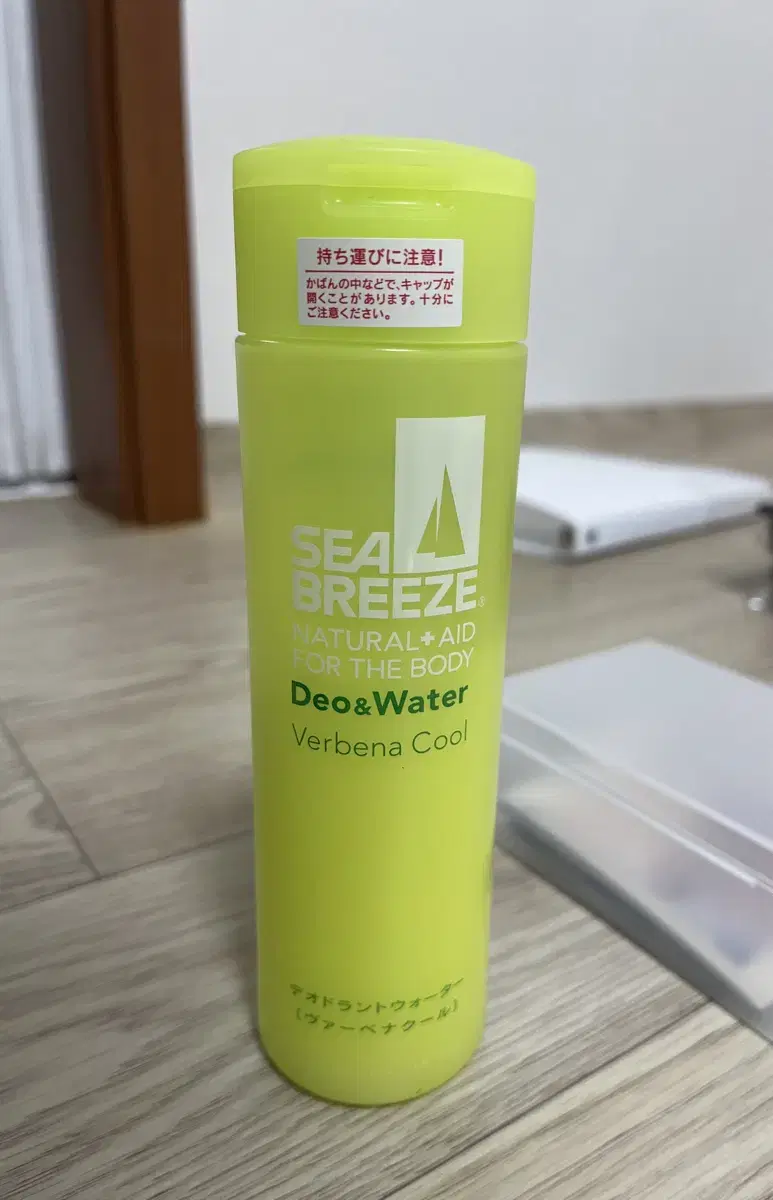 持ち運びに注意!
かばんの中などで、キャップが
開くことがあります。十分に
ご注意ください。
SEA
BREEZE®
NATURAL+AID
FOR THE BODY
Deo&Water
Verbena Cool
デオドラントウォーター
(ヴァーベナクール)